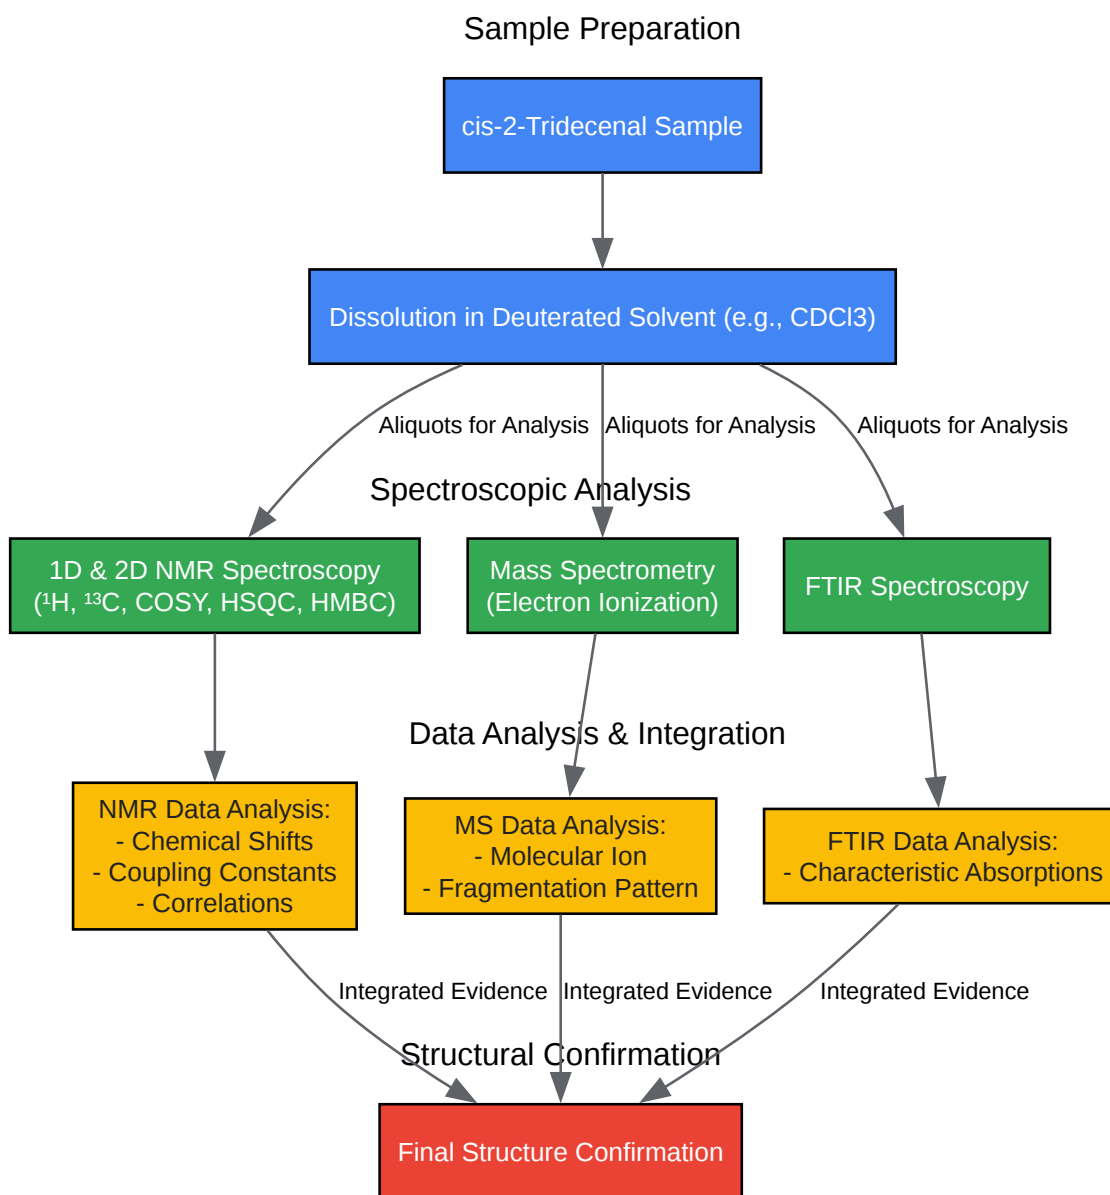 Sample Preparation
cis-2-Tridecenal Sample
Dissolution in Deuterated Solvent (e.g., CDCl3)
Aliquots for Analysis
Aliquots for Analysis
Aliquots for Analysis
Spectroscopic Analysis
1D & 2D NMR Spectroscopy
(¹H, ¹³C, COSY, HSQC, HMBC)
Mass Spectrometry
(Electron Ionization)
FTIR Spectroscopy
Data Analysis & Integration
NMR Data Analysis:
- Chemical Shifts
- Coupling Constants
- Correlations
MS Data Analysis:
- Molecular Ion
- Fragmentation Pattern
FTIR Data Analysis:
- Characteristic Absorptions
Integrated Evidence
Integrated Evidence
Integrated Evidence
Structural Confirmation
Final Structure Confirmation